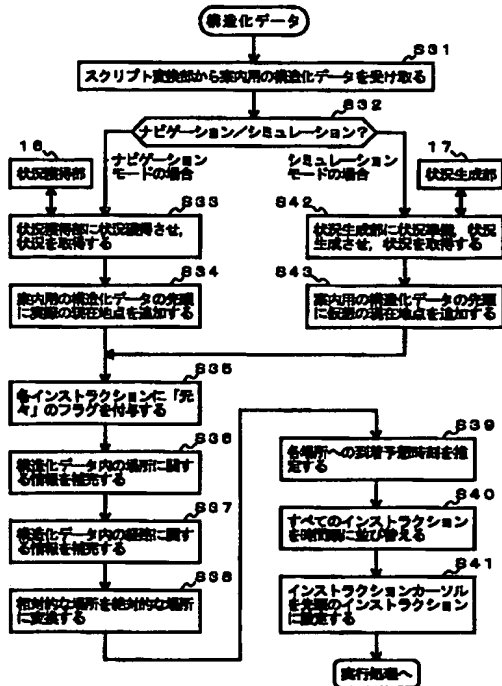 構造化データ
S31
スクリプト変換部から案内用の構造化データを受け取る
S32
ナビゲーション/シミュレーション?
16
状況獲得部
ナビゲーション
モードの場合
シミュレーション
モードの場合
17
状況生成部
S33
状況獲得部に状況獲得させ,
状況を取得する
S42
状況生成部に状況準備, 状況
生成させ, 状況を取得する
S34
案内用の構造化データの先頭
に実際の現在地点を追加する
S43
案内用の構造化データの先頭
に仮想の現在地点を追加する
S35
各インストラクションに「元
々」のフラグを付与する
S36
構造化データ内の場所に関す
る情報を補充する
S37
構造化データ内の経路に関す
る情報を補充する
S38
相対的な場所を絶対的な場所
に変換する
S39
各場所への到着予想時刻を推
定する
S40
すべてのインストラクション
を時間順に並び替える
S41
インストラクションカーソル
を先頭のインストラクション
に設定する
実行処理へ